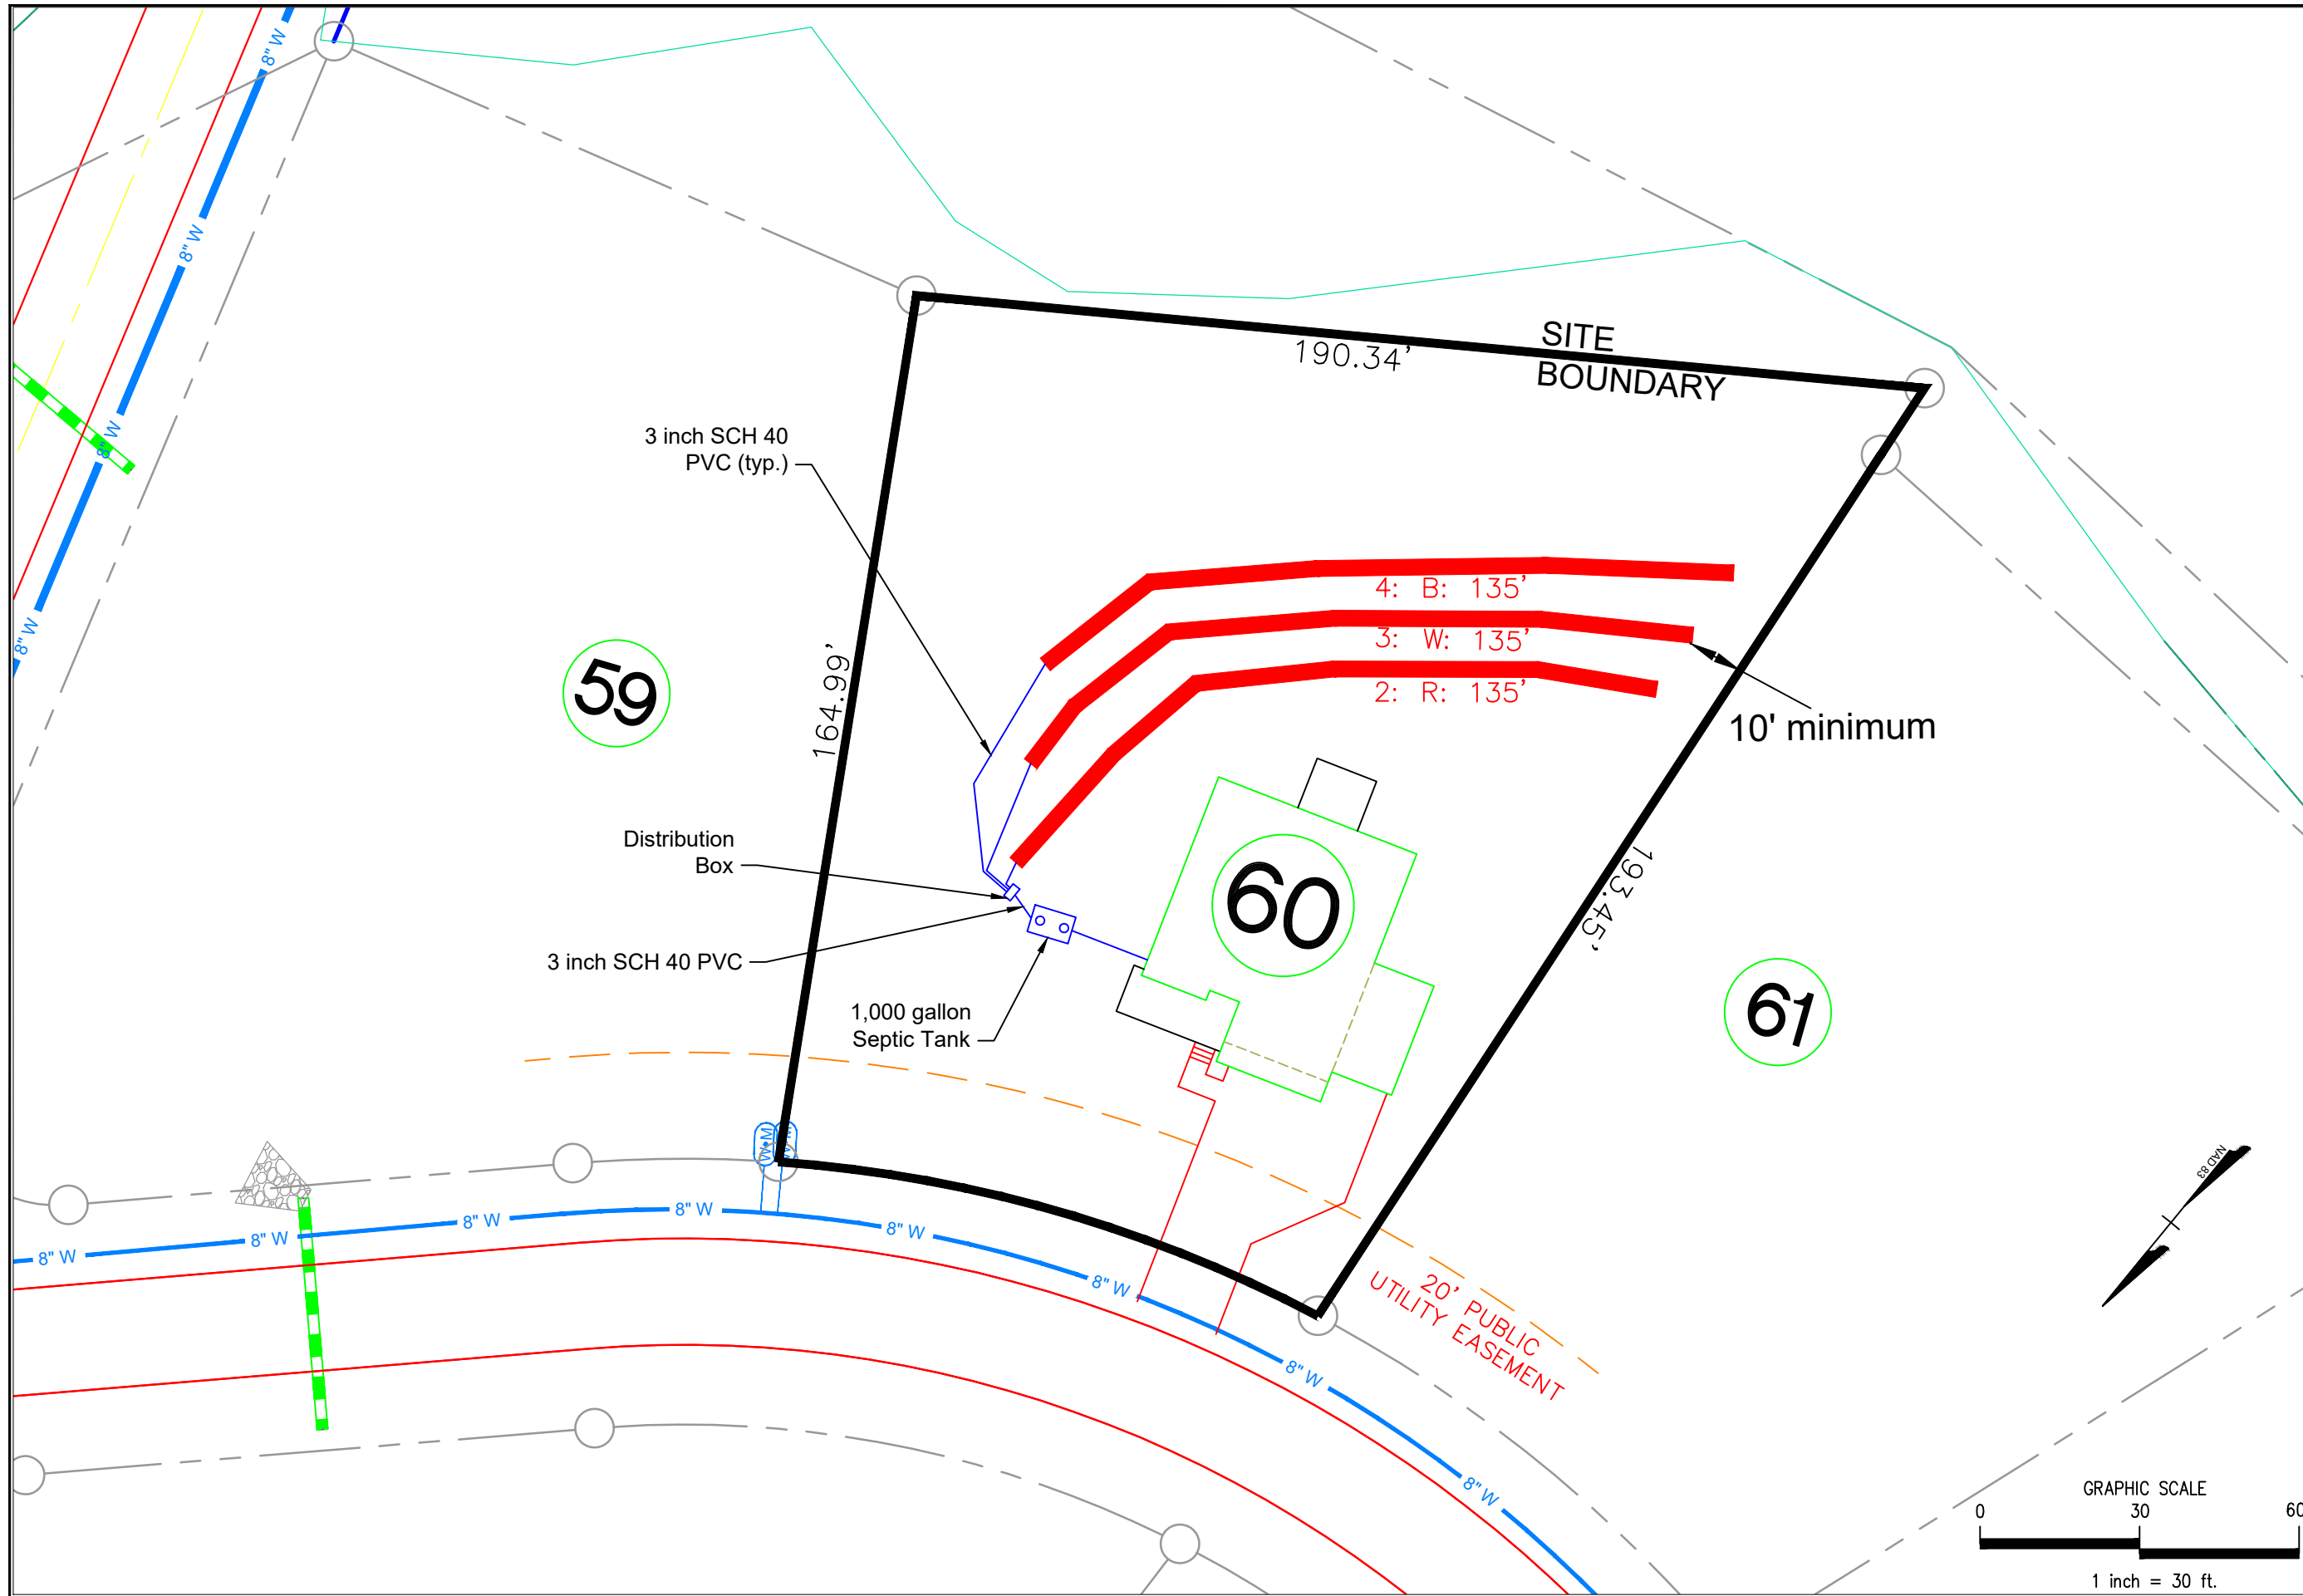 8" W
8" W
8" W
8" W
SITE
BOUNDARY
190.34'
3 inch SCH 40
PVC (typ.)
4: B: 135'
3: W: 135'
2: R: 135'
164.99'
59
10' minimum
Distribution
Box
60
193.45'
3 inch SCH 40 PVC
1,000 gallon
Septic Tank
61
W•M
NAD 83
8" W
8" W
8" W
8" W
8" W
8" W
8" W
8" W
20' PUBLIC
UTILITY EASEMENT
GRAPHIC SCALE
0 30 60
1 inch = 30 ft.